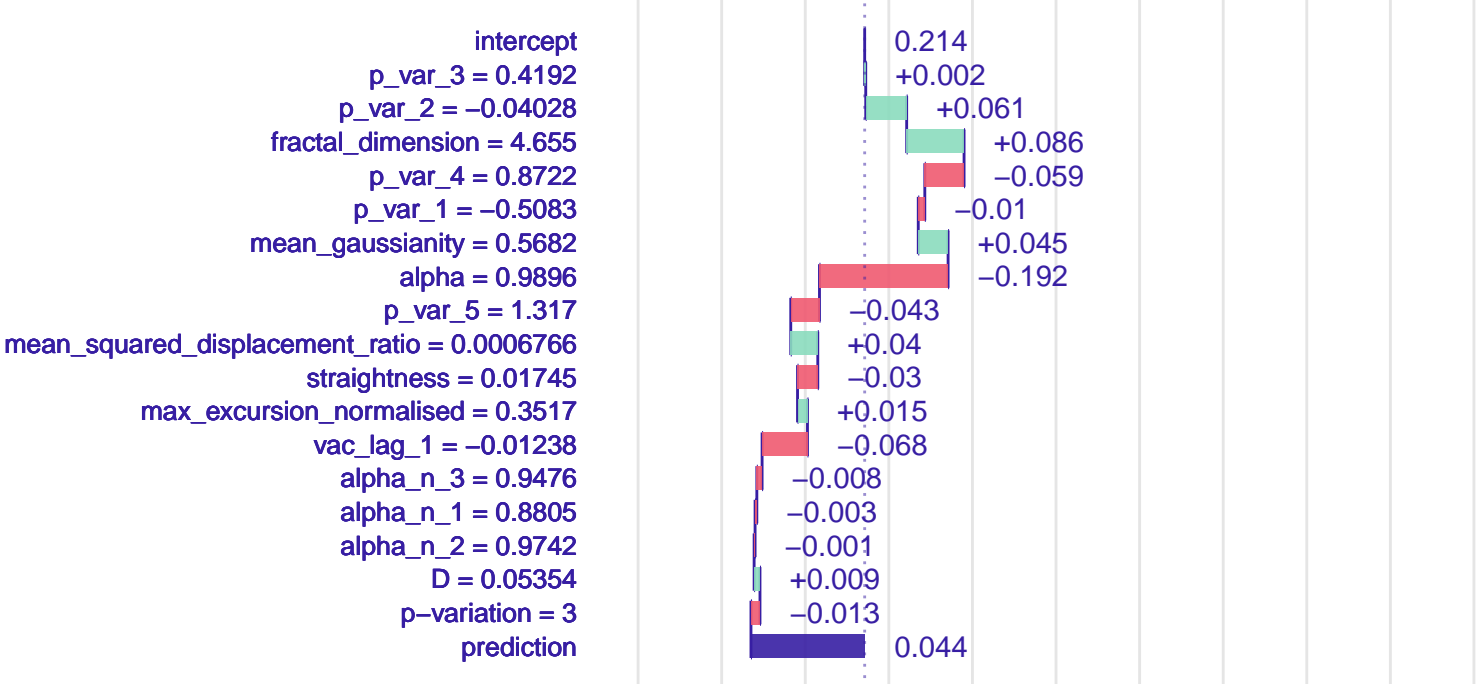 intercept 0.214
p_var_3 = 0.4192 +0.002
p_var_2 = −0.04028 +0.061
fractal_dimension = 4.655 +0.086
p_var_4 = 0.8722 −0.059
p_var_1 = −0.5083 −0.01
mean_gaussianity = 0.5682 +0.045
alpha = 0.9896 −0.192
p_var_5 = 1.317 −0.043
mean_squared_displacement_ratio = 0.0006766 +0.04
straightness = 0.01745 −0.03
max_excursion_normalised = 0.3517 +0.015
vac_lag_1 = −0.01238 −0.068
alpha_n_3 = 0.9476 −0.008
alpha_n_1 = 0.8805 −0.003
alpha_n_2 = 0.9742 −0.001
D = 0.05354 +0.009
p−variation = 3 −0.013
prediction 0.044